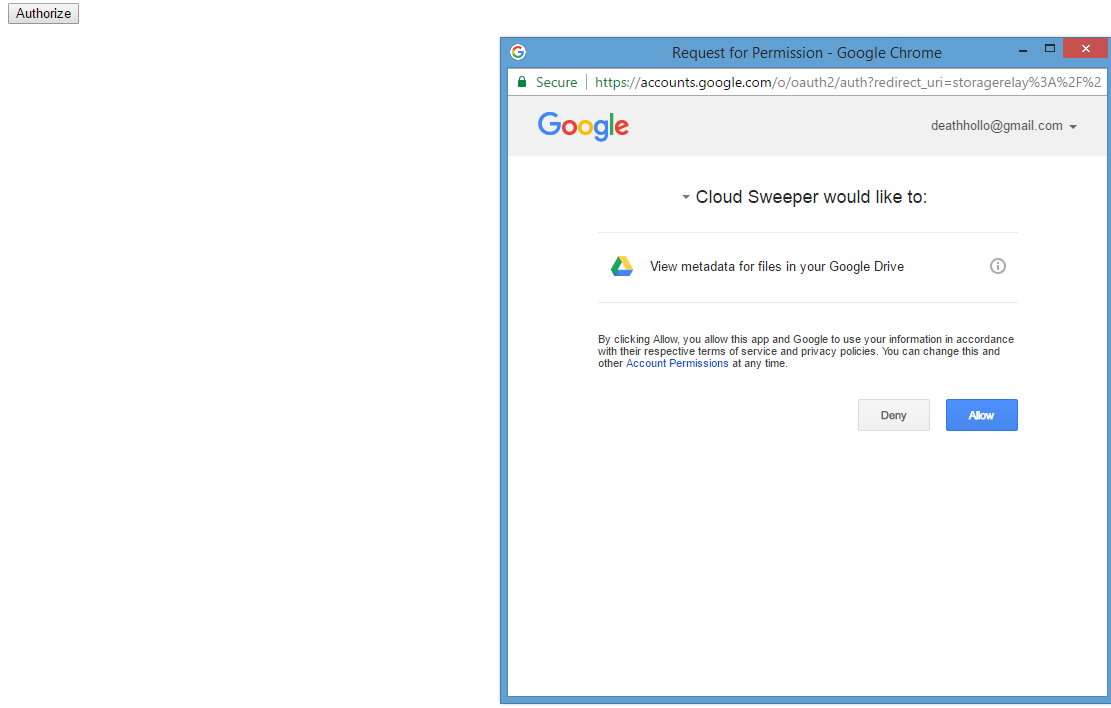 Authorize
Request for Permission - Google Chrome
Secure https://accounts.google.com/o/oauth2/auth?redirect_uri=storagerelay%3A%2F%2
Google
deathhollo@gmail.com
Cloud Sweeper would like to:
View metadata for files in your Google Drive
By clicking Allow, you allow this app and Google to use your information in accordance
with their respective terms of service and privacy policies. You can change this and
other Account Permissions at any time.
Deny Allow